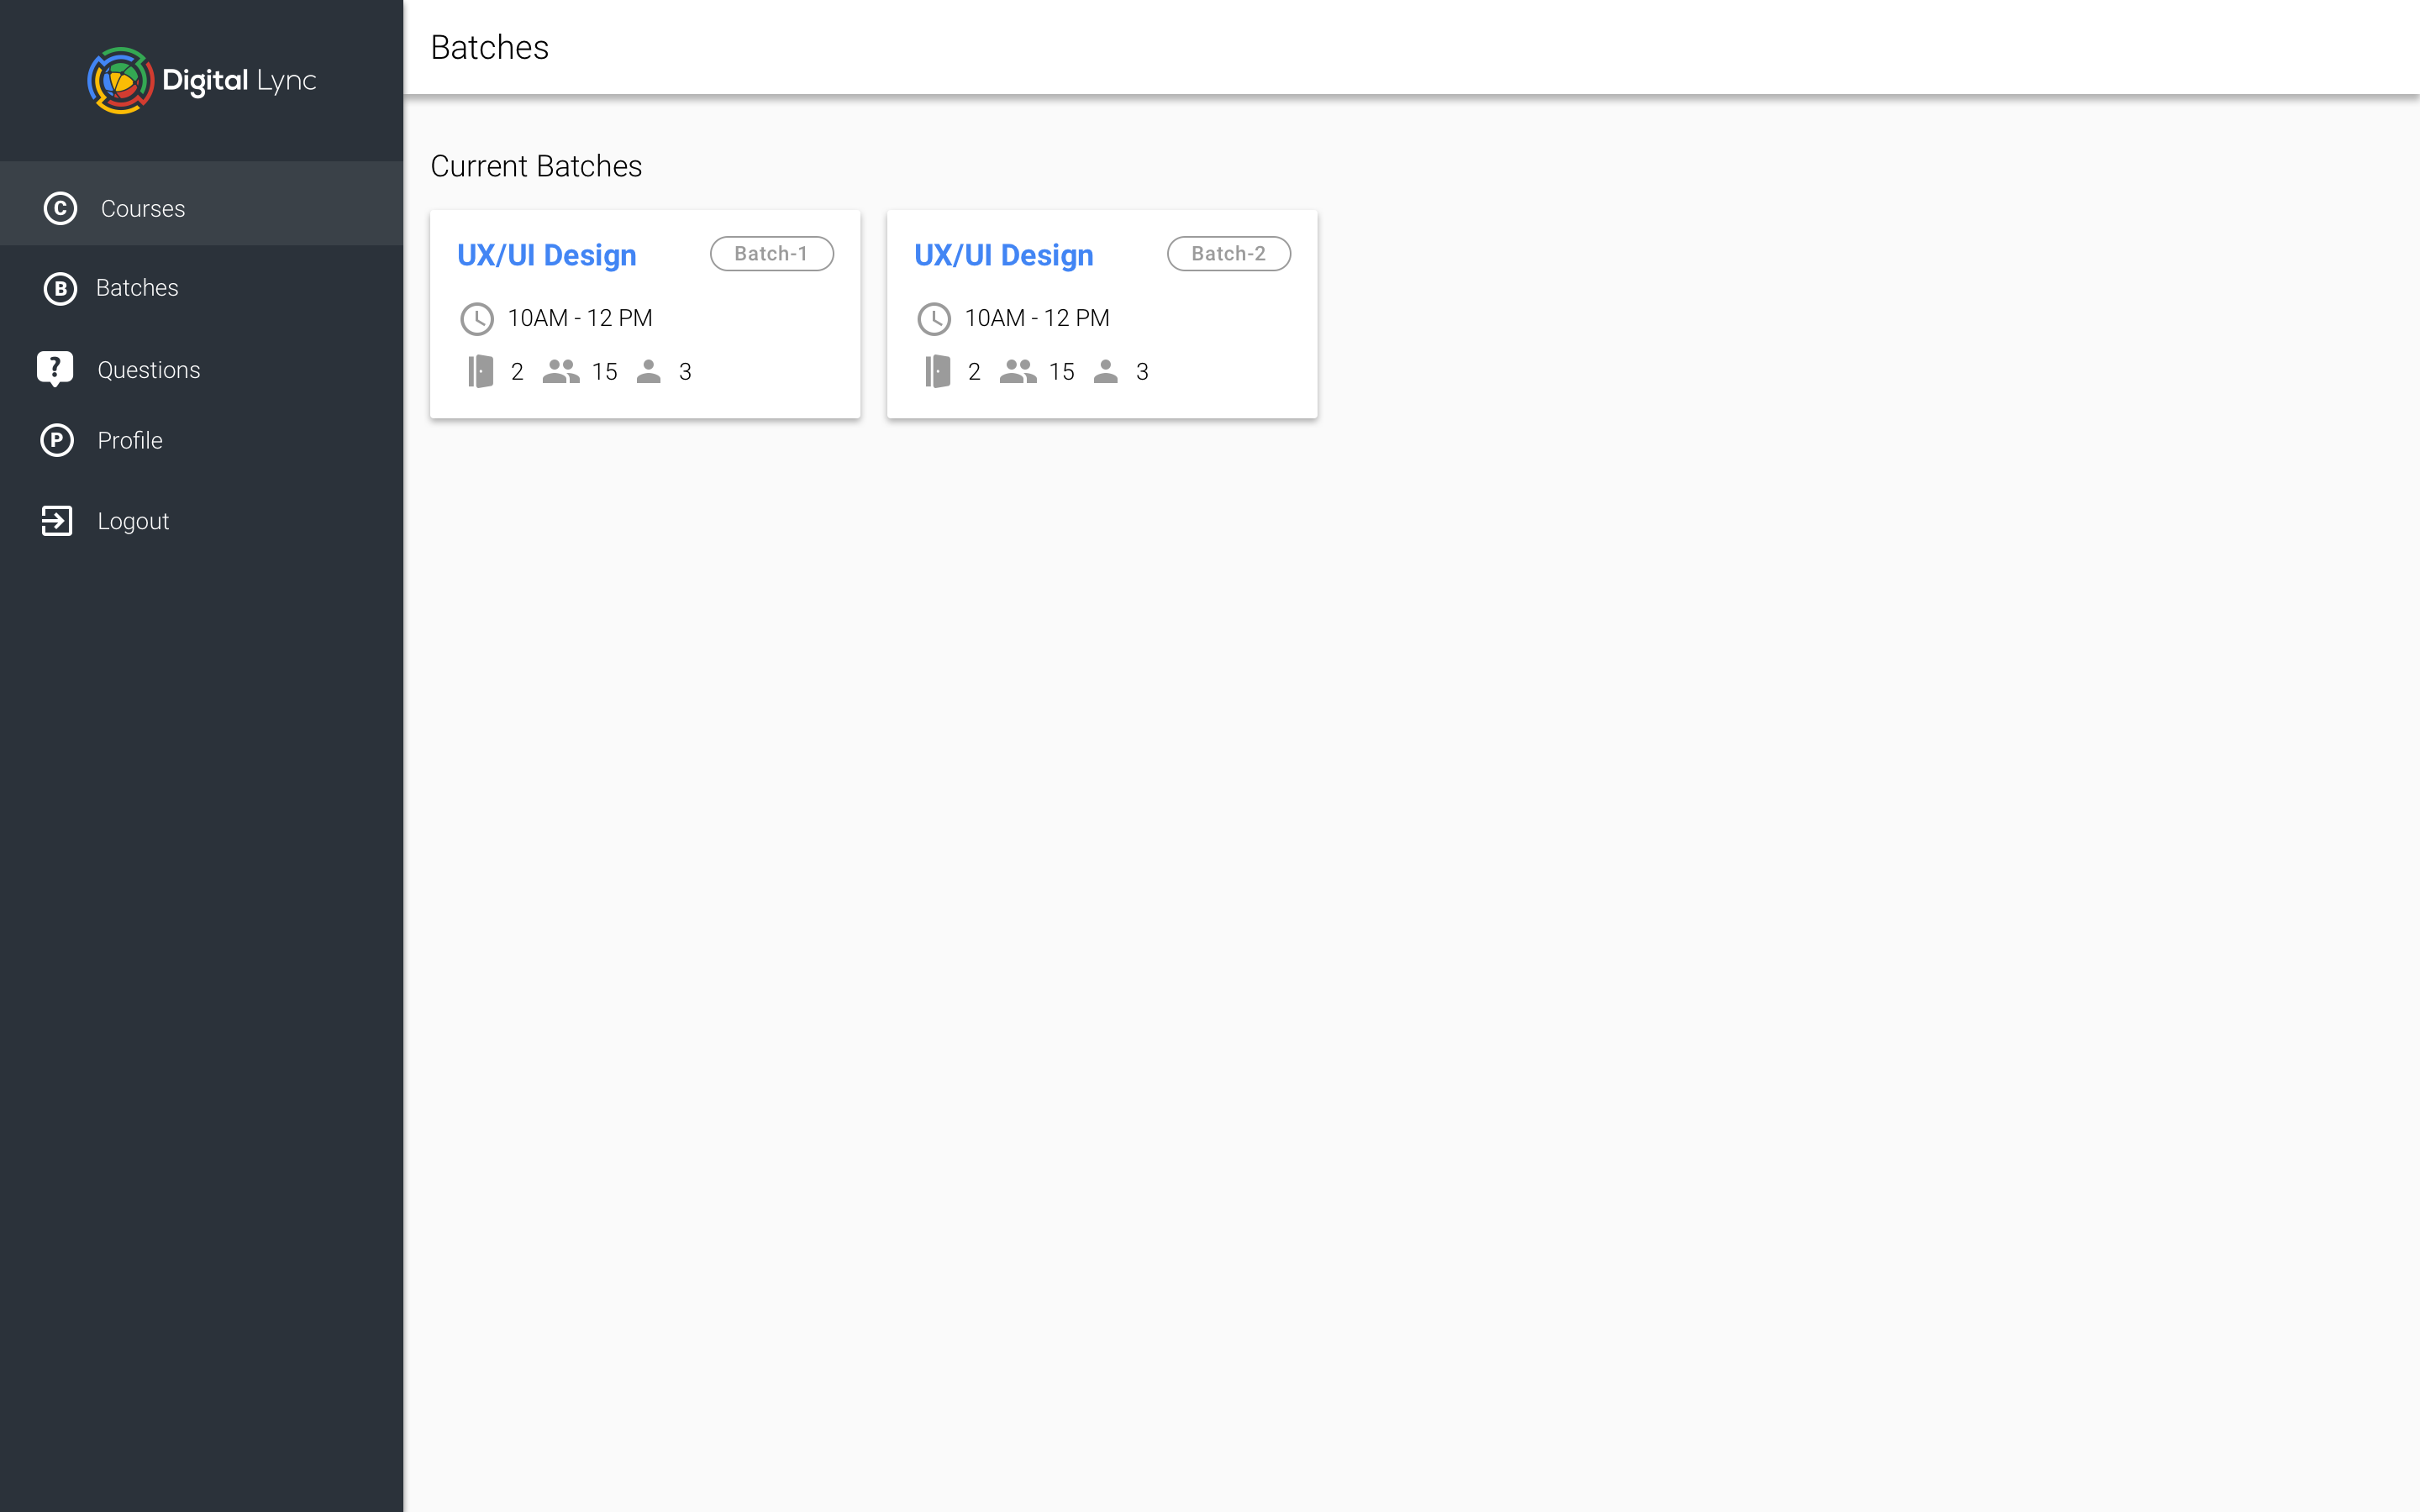 Digital Lync
Batches
C Courses
B Batches
? Questions
P Profile
Logout
Current Batches
UX/UI Design Batch-1
10AM - 12 PM
2 15 3
UX/UI Design Batch-2
10AM - 12 PM
2 15 3